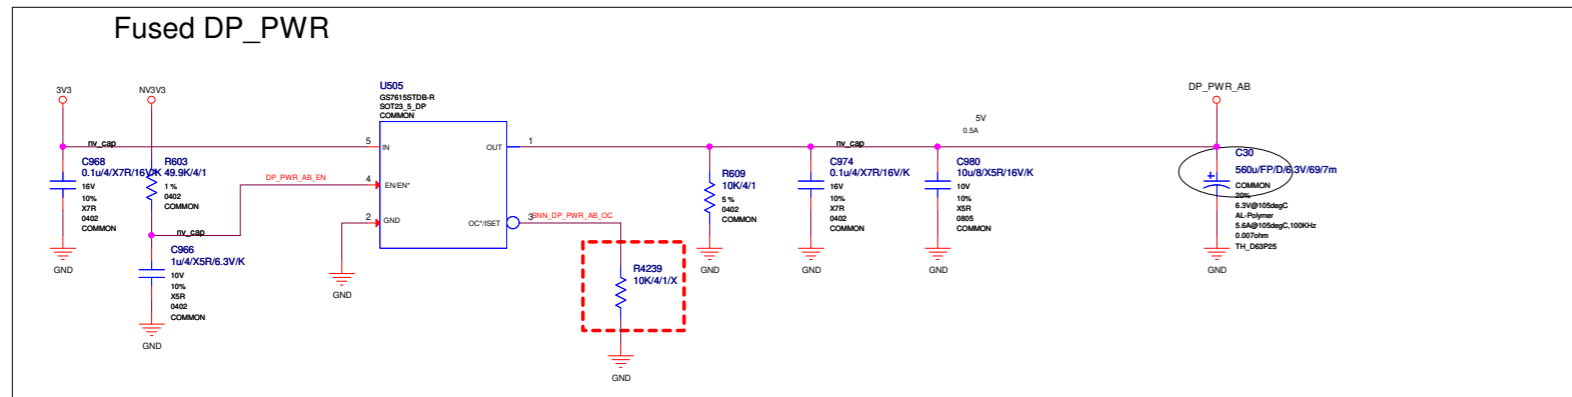 Fused DP_PWR
3V3
NV3V3
U505
GS7615STDB-R
SOT23_5_DP
COMMON
DP_PWR_AB
5V
0.5A
nv_cap
5
IN
OUT
1
nv_cap
C968
0.1u/4/X7R/16V/K
16V
10%
X7R
0402
COMMON
R603
49.9K/4/1
1 %
0402
COMMON
DP_PWR_AB_EN
4
EN/EN*
2
GND
OC*/ISET
3
SNN_DP_PWR_AB_OC
nv_cap
C966
1u/4/X5R/6.3V/K
10V
10%
X5R
0402
COMMON
R4239
10K/4/1/X
R609
10K/4/1
5 %
0402
COMMON
C974
0.1u/4/X7R/16V/K
16V
10%
X7R
0402
COMMON
C980
10u/8/X5R/16V/K
10V
10%
X5R
0805
COMMON
C30
560u/FP/D/6.3V/69/7m
+
COMMON
20%
6.3V@105degC
AL-Polymer
5.6A@105degC,100KHz
0.007ohm
TH_D63P25
GND
GND
GND
GND
GND
GND
GND
GND